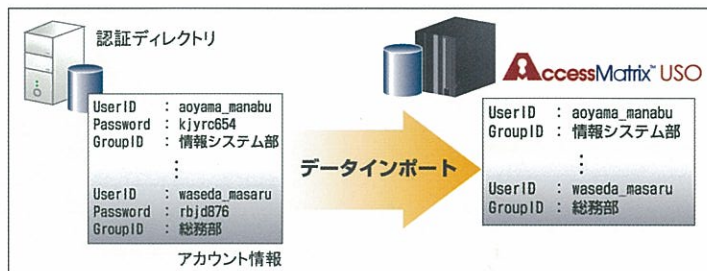 認証ディレクトリ
UserID : aoyama_manabu
Password : kjyrc654
GroupID : 情報システム部
⋮
UserID : waseda_masaru
Password : rbjd876
GroupID : 総務部
アカウント情報
データインポート
AccessMatrix™ USO
UserID : aoyama_manabu
GroupID : 情報システム部
⋮
UserID : waseda_masaru
GroupID : 総務部